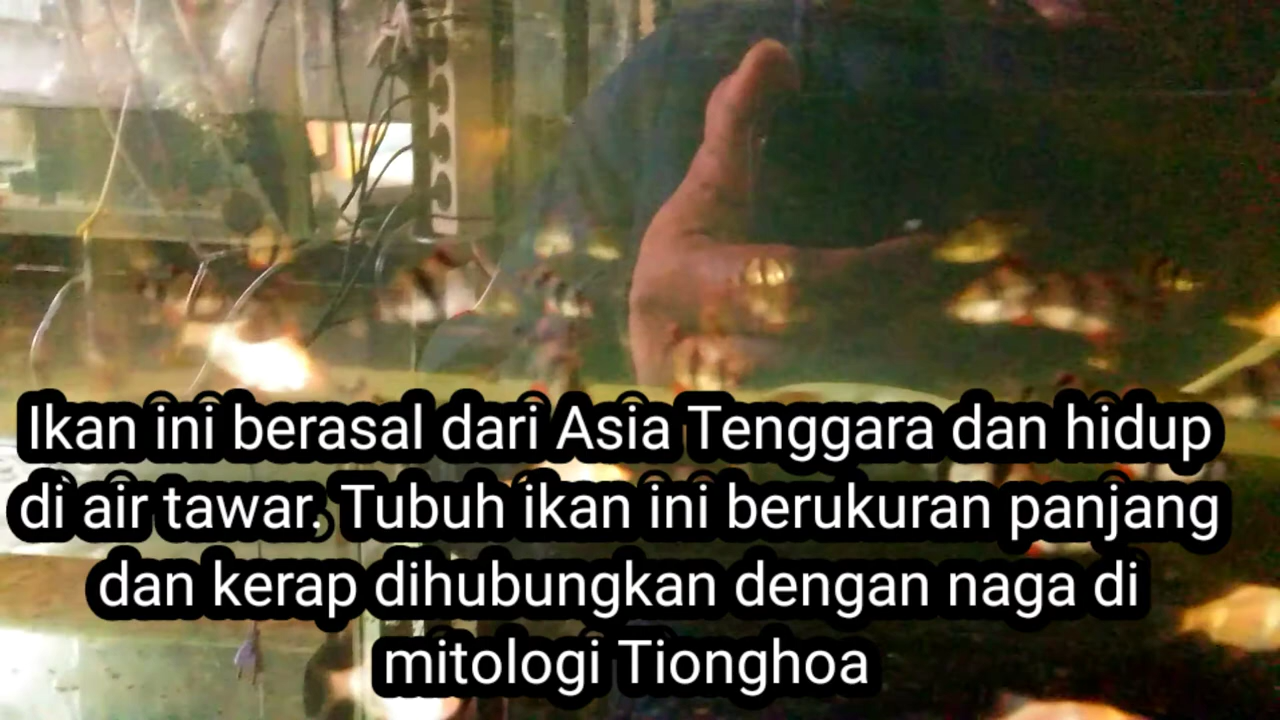 Ikan ini berasal dari Asia Tenggara dan hidup
di air tawar. Tubuh ikan ini berukuran panjang
dan kerap dihubungkan dengan naga di
mitologi Tionghoa